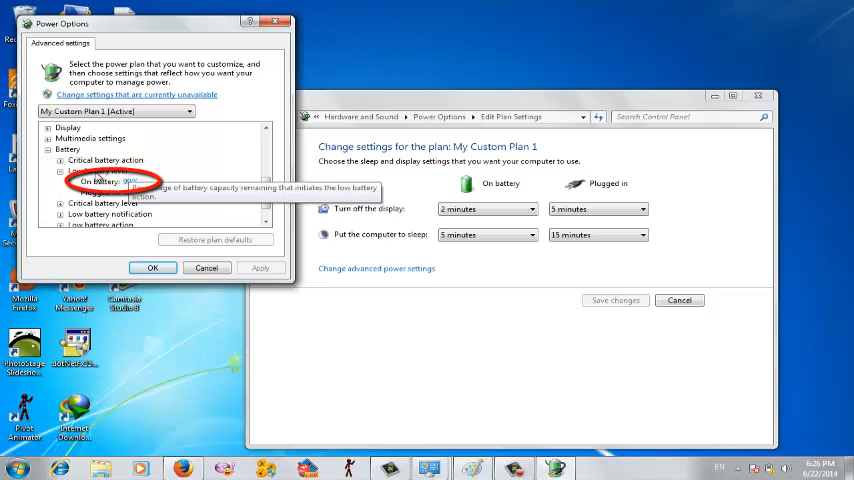 Power Options
Advanced settings
Select the power plan that you want to customize, and
then choose settings that reflect how you want your
computer to manage power.
Change settings that are currently unavailable
My Custom Plan 1 [Active]
Display
Multimedia settings
Battery
Critical battery action
Low battery level
On battery:
Percentage of battery capacity remaining that initiates the low battery
action.
Critical battery level
Low battery notification
Low battery action
Restore plan defaults
OK
Cancel
Apply
Hardware and Sound
Power Options
Edit Plan Settings
Search Control Panel
Change settings for the plan: My Custom Plan 1
Choose the sleep and display settings that you want your computer to use.
On battery
Plugged in
Turn off the display:
2 minutes
5 minutes
Put the computer to sleep:
5 minutes
15 minutes
Change advanced power settings
Save changes
Cancel
Mozilla
Firefox
Yahoo!
Messenger
Camtasia
Studio 8
PhotoStage
Slidesho...
dotNetFx35...
Pivot
Animator
Internet
Downlo...
EN
6:26 PM
6/22/2014